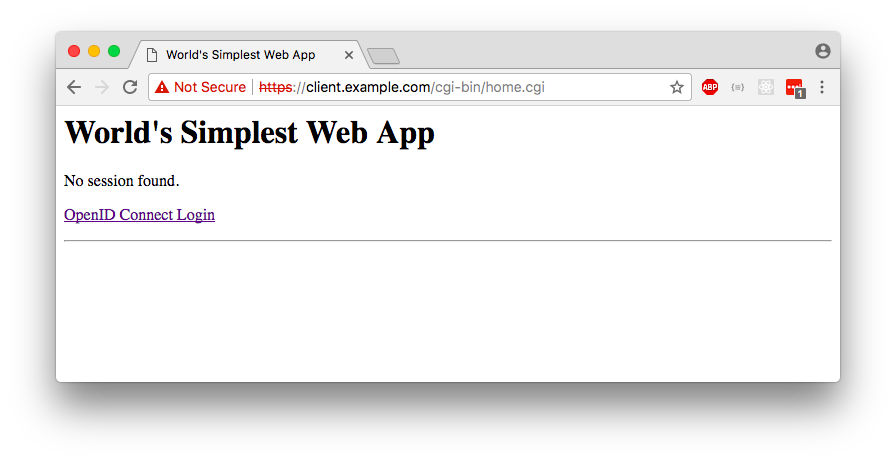 World's Simplest Web App
Not Secure https://client.example.com/cgi-bin/home.cgi ABP {≡} 1
World's Simplest Web App
No session found.
OpenID Connect Login